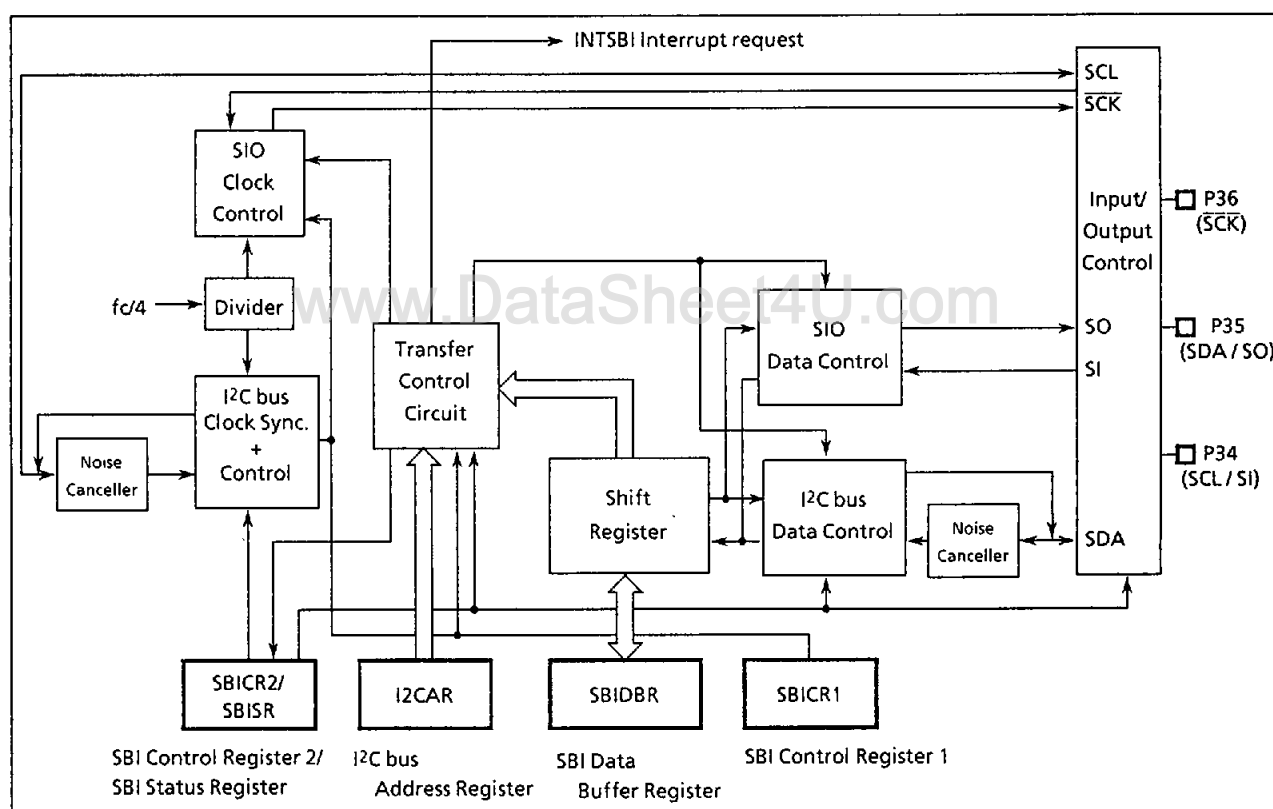 INTSBI Interrupt request
SCL
SCK
SIO
Clock
Control
Input/
Output
Control
P36
(SCK)
fc/4
Divider
www.DataSheet4U.com
Transfer
Control
Circuit
SIO
Data Control
SO
SI
P35
(SDA / SO)
I²C bus
Clock Sync.
+
Control
Noise
Canceller
Shift
Register
I²C bus
Data Control
Noise
Canceller
SDA
P34
(SCL / SI)
SBICR2/
SBISR
I2CAR
SBIDBR
SBICR1
SBI Control Register 2/
SBI Status Register
I²C bus
Address Register
SBI Data
Buffer Register
SBI Control Register 1